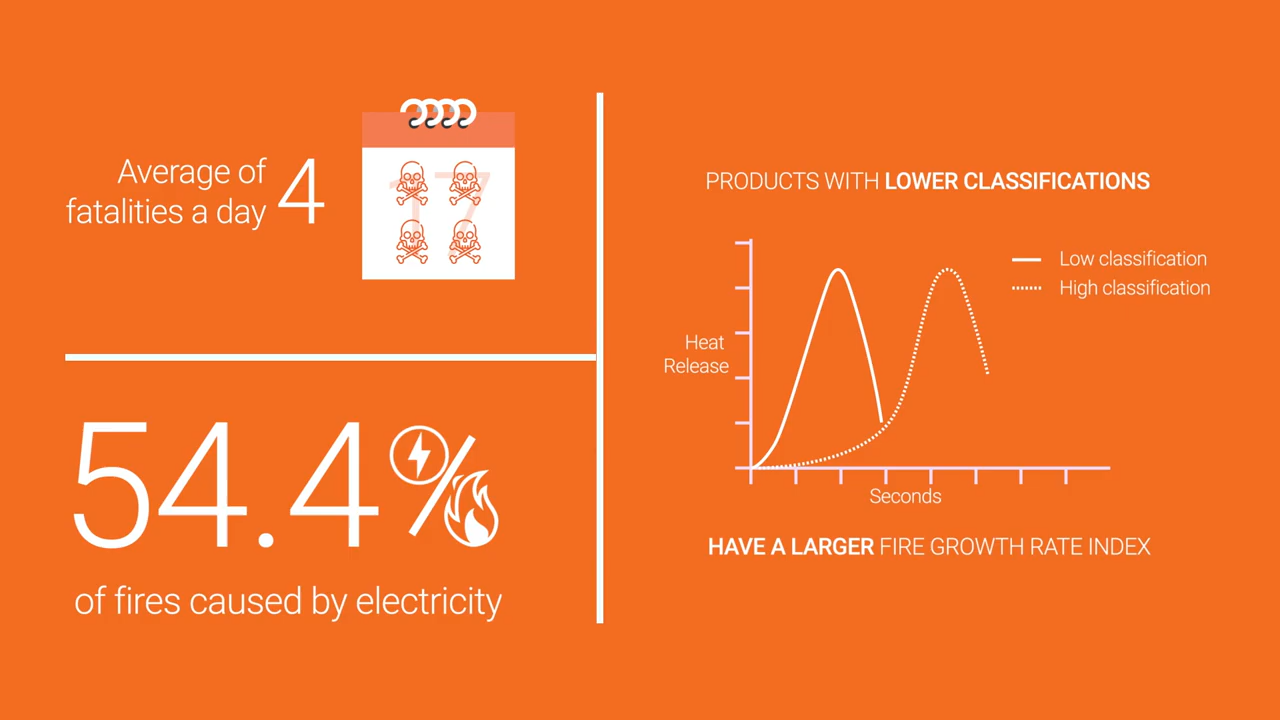 Average of
fatalities a day
4
17
54.4%
of fires caused by electricity
PRODUCTS WITH LOWER CLASSIFICATIONS
Low classification
High classification
Heat
Release
Seconds
HAVE A LARGER FIRE GROWTH RATE INDEX